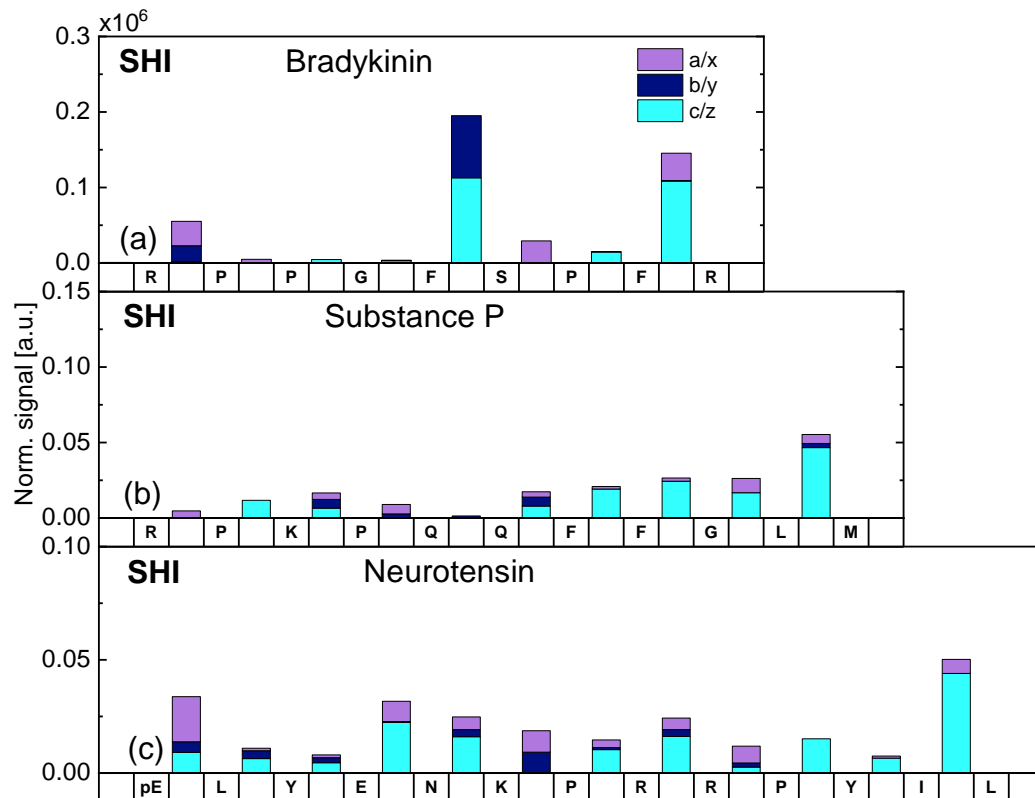 x10^6
0.3
SHI Bradykinin
a/x
b/y
c/z
0.2
0.1
(a)
0.0
R P P G F S P F R
0.15
SHI Substance P
0.10
Norm. signal [a.u.]
0.05
(b)
0.00
R P K P Q Q F F G L M
0.10
SHI Neurotensin
0.05
(c)
0.00
pE L Y E N K P R R P Y I L